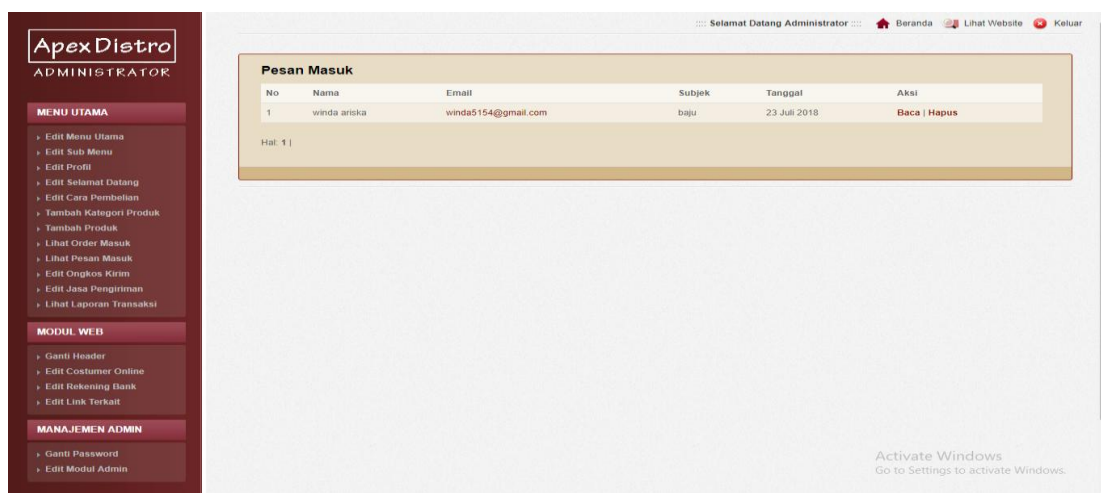 :::: Selamat Datang Administrator :::: Beranda Lihat Website Keluar
ApexDistro
ADMINISTRATOR
MENU UTAMA
Edit Menu Utama
Edit Sub Menu
Edit Profil
Edit Selamat Datang
Edit Cara Pembelian
Tambah Kategori Produk
Tambah Produk
Lihat Order Masuk
Lihat Pesan Masuk
Edit Ongkos Kirim
Edit Jasa Pengiriman
Lihat Laporan Transaksi
MODUL WEB
Ganti Header
Edit Costumer Online
Edit Rekening Bank
Edit Link Terkait
MANAJEMEN ADMIN
Ganti Password
Edit Modul Admin
Pesan Masuk
No Nama Email Subjek Tanggal Aksi
1 winda ariska winda5154@gmail.com baju 23 Juli 2018 Baca | Hapus
Hal: 1 |
Activate Windows
Go to Settings to activate Windows.